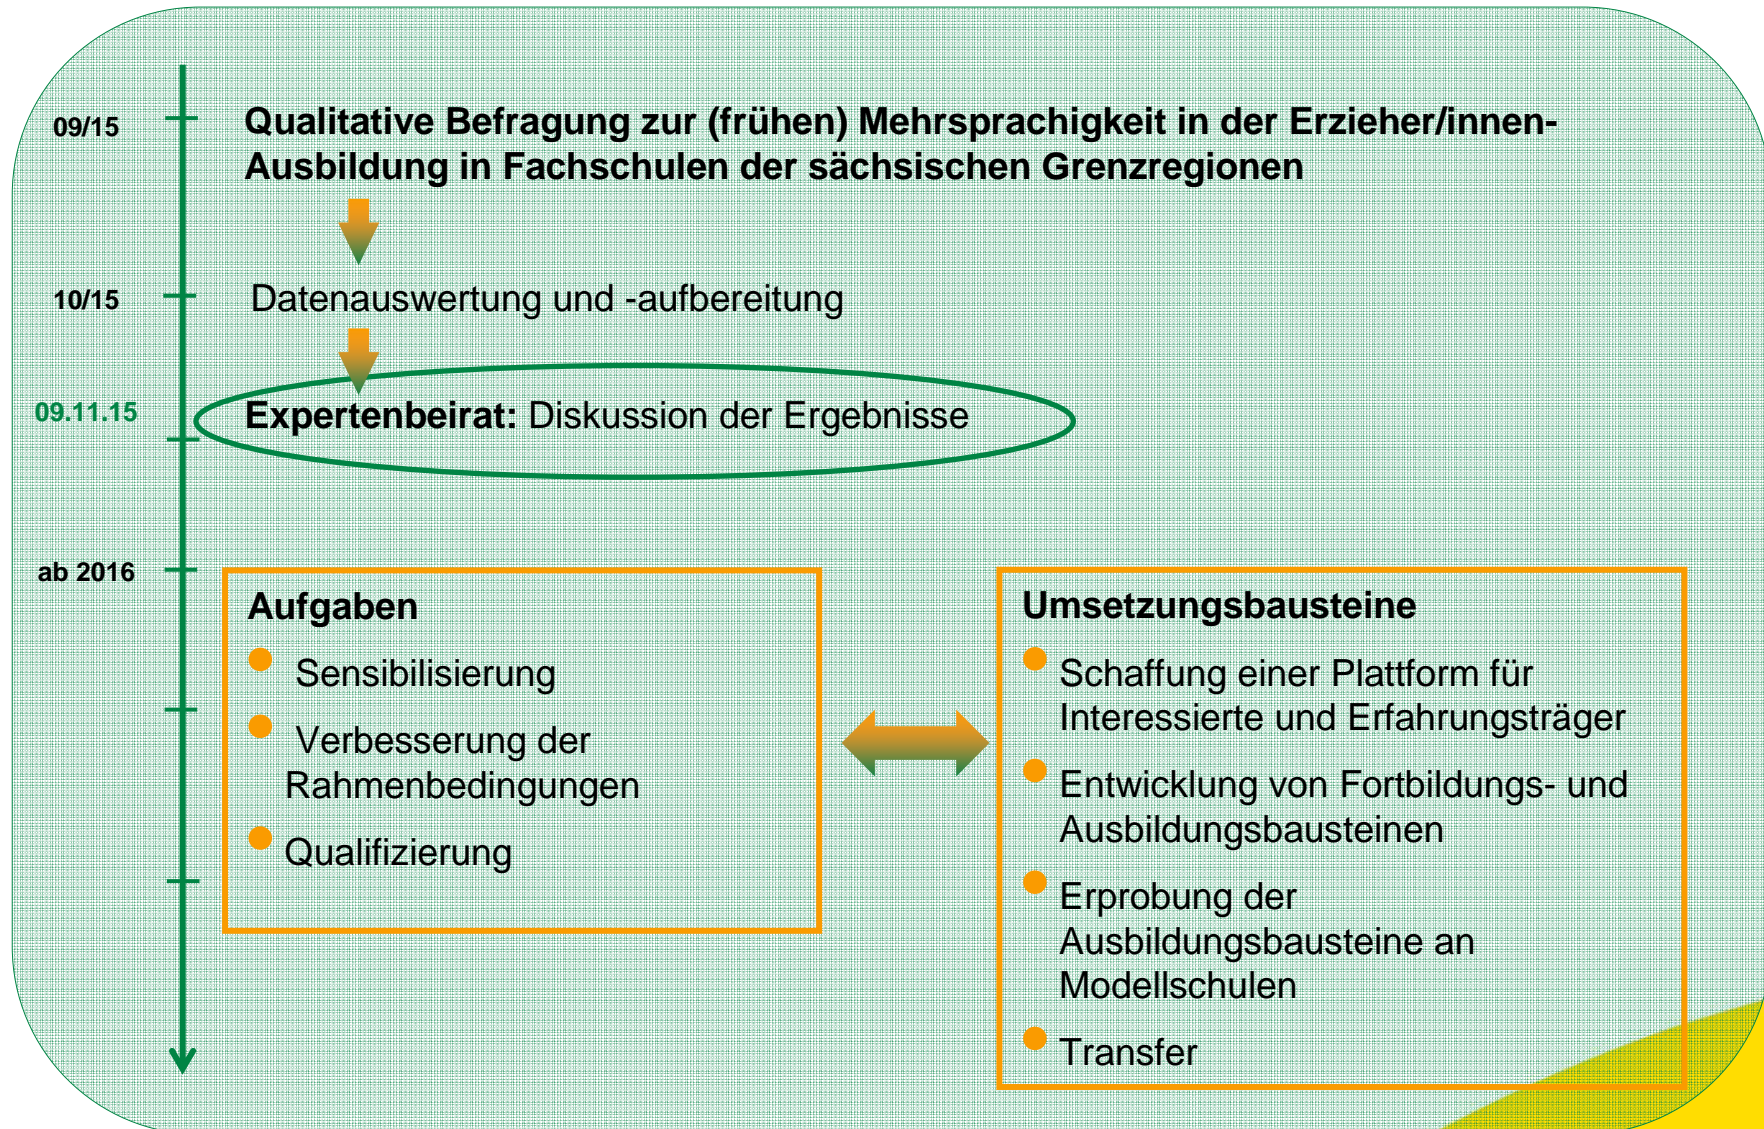 09/15
Qualitative Befragung zur (frühen) Mehrsprachigkeit in der Erzieher/innen-
Ausbildung in Fachschulen der sächsischen Grenzregionen
10/15
Datenauswertung und -aufbereitung
09.11.15
Expertenbeirat: Diskussion der Ergebnisse
ab 2016
Aufgaben
Sensibilisierung
Verbesserung der
Rahmenbedingungen
Qualifizierung
Umsetzungsbausteine
Schaffung einer Plattform für
Interessierte und Erfahrungsträger
Entwicklung von Fortbildungs- und
Ausbildungsbausteinen
Erprobung der
Ausbildungsbausteine an
Modellschulen
Transfer